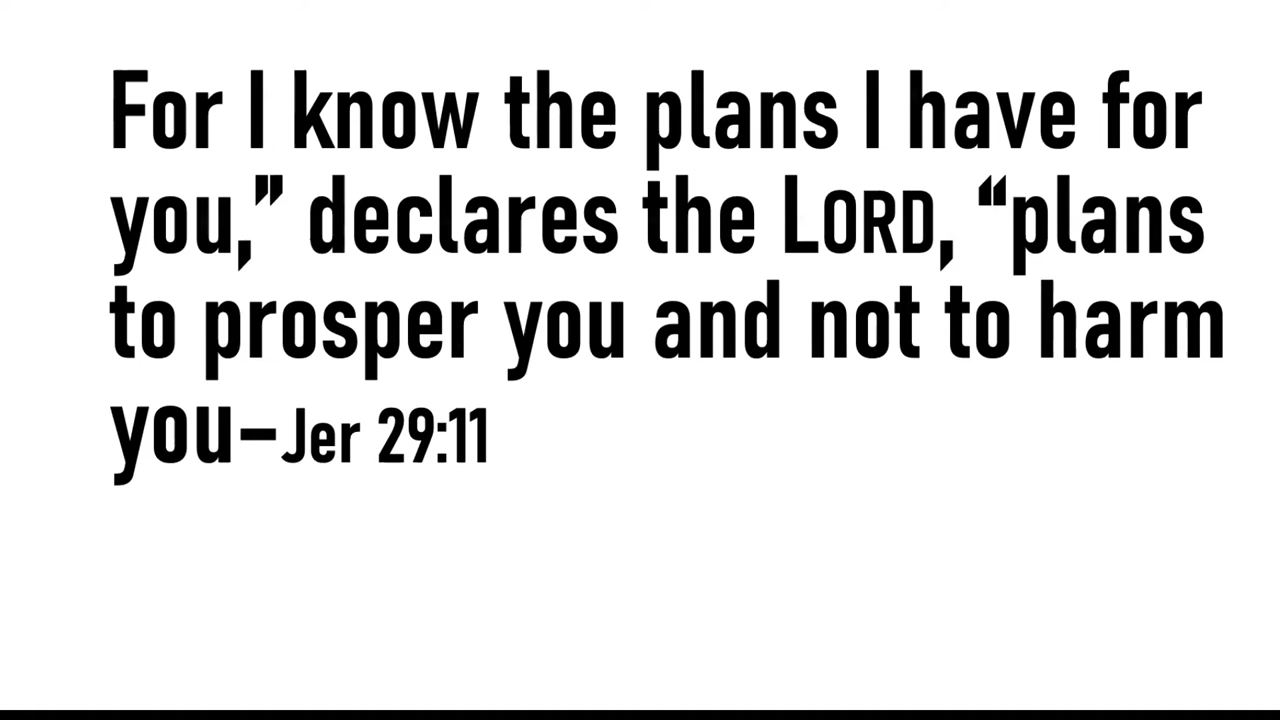 For I know the plans I have for
you,” declares the LORD, “plans
to prosper you and not to harm
you–Jer 29:11